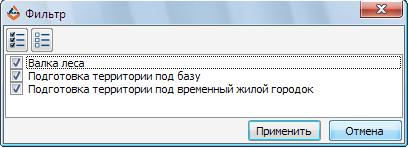 Фильтр
Валка леса
Подготовка территории под базу
Подготовка территории под временный жилой городок
Применить
Отмена